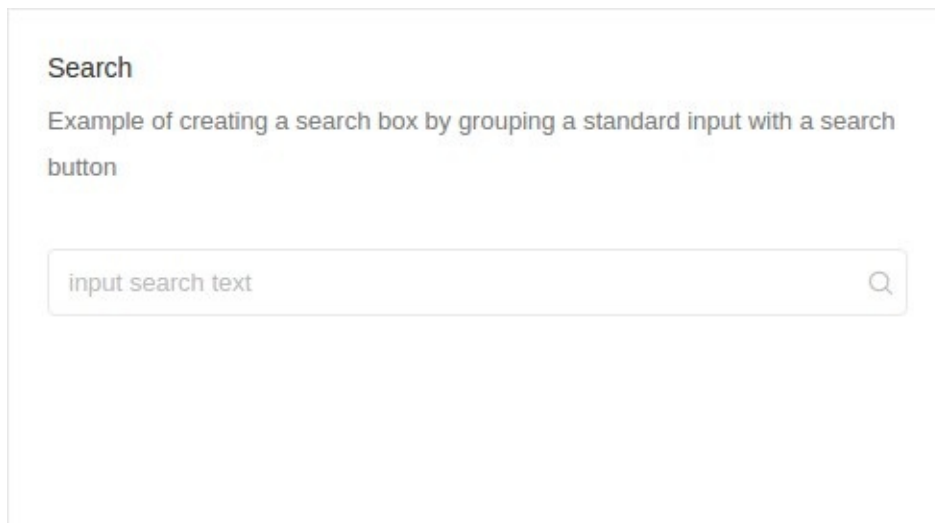 Search
Example of creating a search box by grouping a standard input with a search
button
input search text